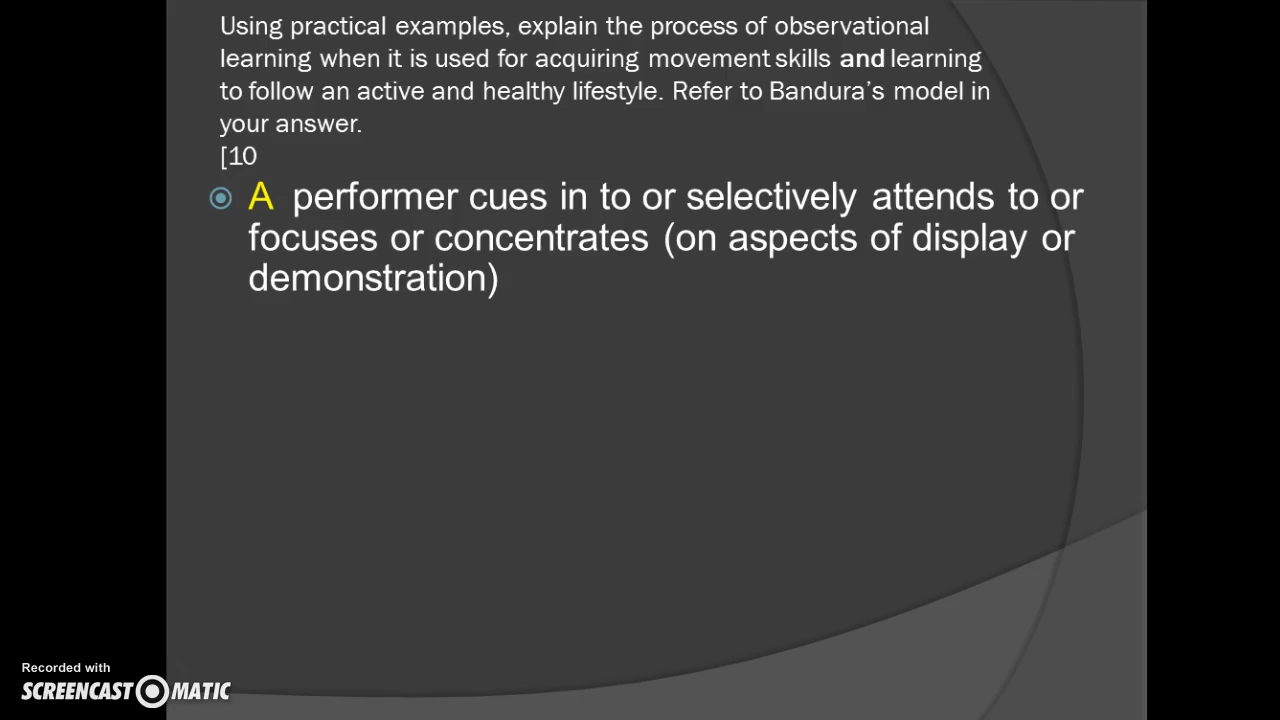 Using practical examples, explain the process of observational
learning when it is used for acquiring movement skills and learning
to follow an active and healthy lifestyle. Refer to Bandura's model in
your answer.
[10
A performer cues in to or selectively attends to or
focuses or concentrates (on aspects of display or
demonstration)
Recorded with
SCREENCAST MATIC